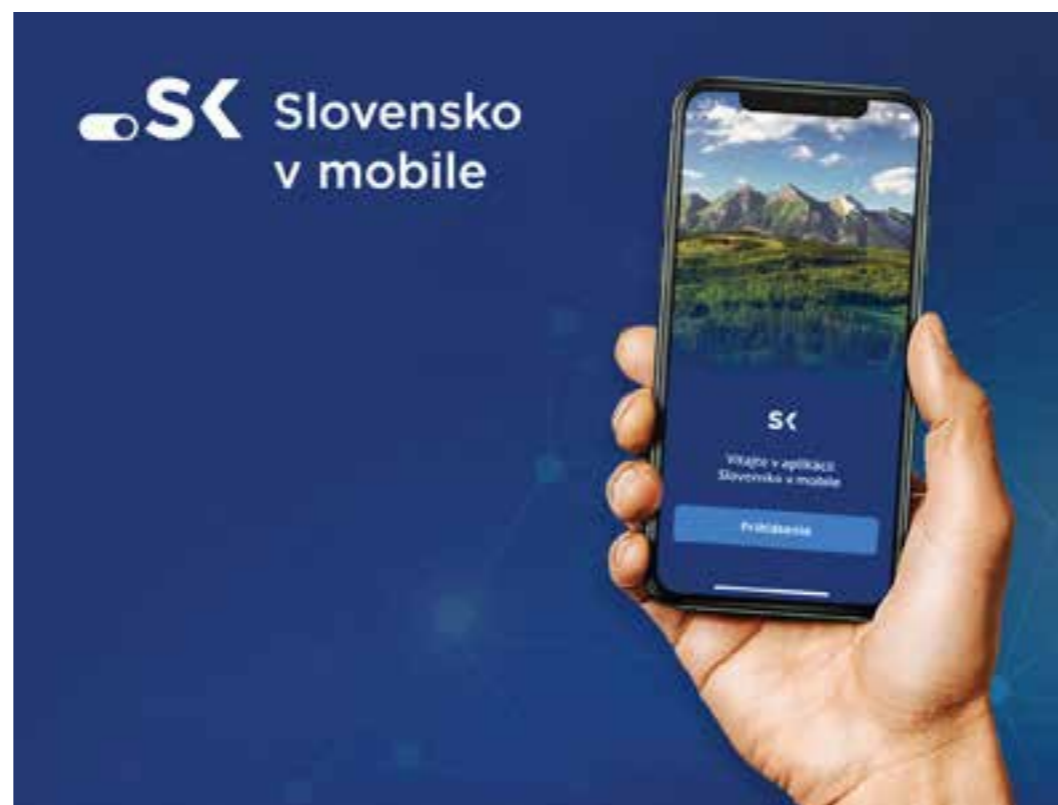 SK
Slovensko
v mobile
SK
Vitajte v aplikácii
Slovensko v mobile
Prihlásenie